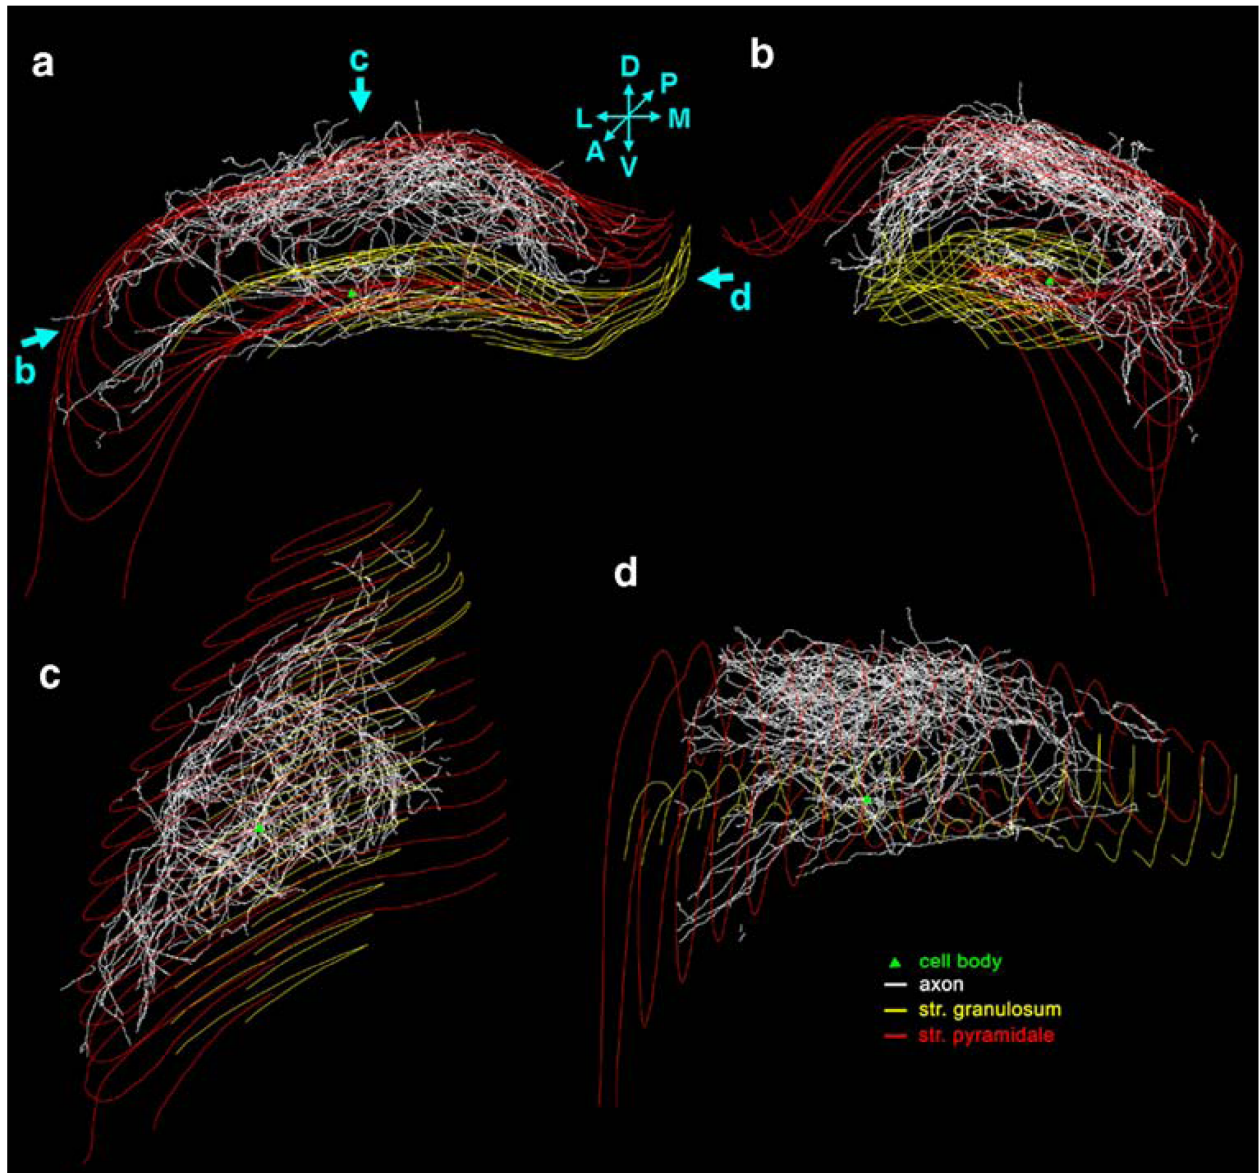 a
c
D
P
L
M
A
V
b
d
b
c
d
cell body
axon
str. granulosum
str. pyramidale